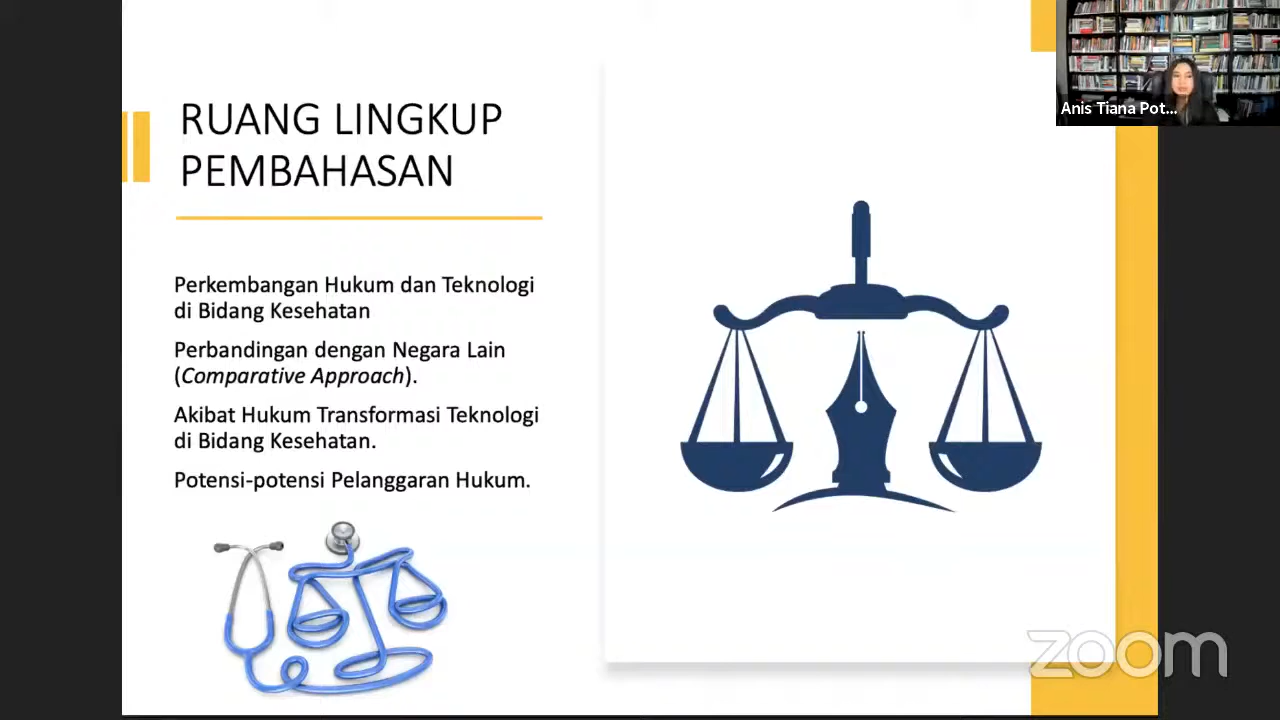 RUANG LINGKUP
PEMBAHASAN
Perkembangan Hukum dan Teknologi
di Bidang Kesehatan
Perbandingan dengan Negara Lain
(Comparative Approach).
Akibat Hukum Transformasi Teknologi
di Bidang Kesehatan.
Potensi-potensi Pelanggaran Hukum.
Anis Tiana Pot...
zoom